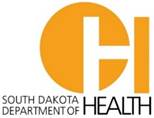 SOUTH DAKOTA
DEPARTMENT OF HEALTH